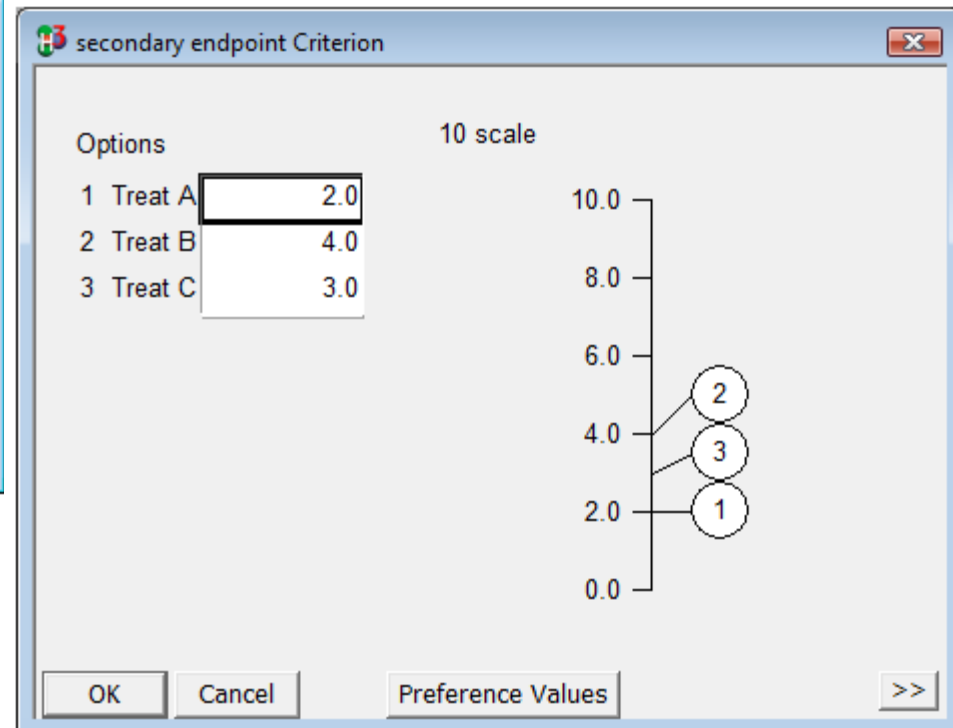 secondary endpoint Criterion
Options
10 scale
1 Treat A 2.0
2 Treat B 4.0
3 Treat C 3.0
10.0
8.0
6.0
4.0
2.0
0.0
2
3
1
OK Cancel Preference Values >>